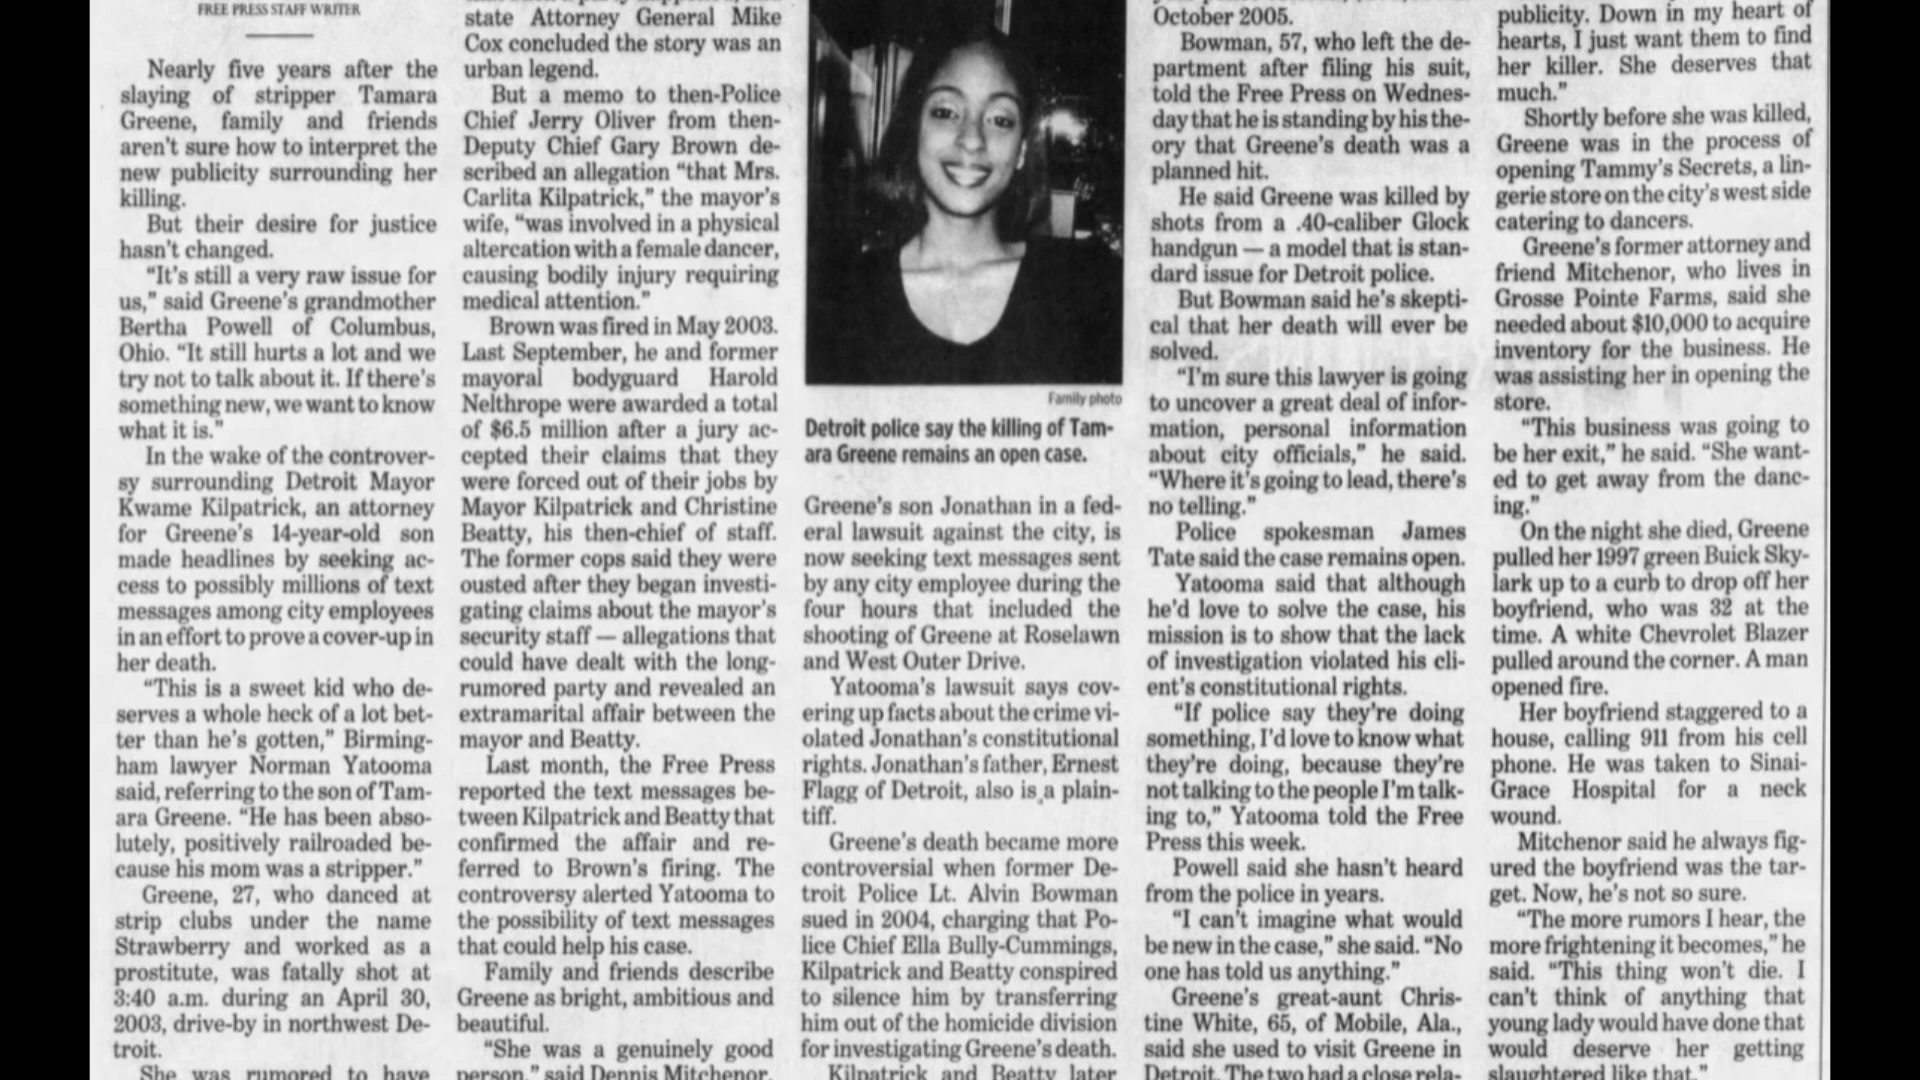 FREE PRESS STAFF WRITER
Nearly five years after the
slaying of stripper Tamara
Greene, family and friends
aren't sure how to interpret the
new publicity surrounding her
killing.
But their desire for justice
hasn't changed.
“It's still a very raw issue for
us,” said Greene's grandmother
Bertha Powell of Columbus,
Ohio. “It still hurts a lot and we
try not to talk about it. If there's
something new, we want to know
what it is.”
In the wake of the controver-
sy surrounding Detroit Mayor
Kwame Kilpatrick, an attorney
for Greene's 14-year-old son
made headlines by seeking ac-
cess to possibly millions of text
messages among city employees
in an effort to prove a cover-up in
her death.
“This is a sweet kid who de-
serves a whole heck of a lot bet-
ter than he's gotten,” Birming-
ham lawyer Norman Yatooma
said, referring to the son of Tam-
ara Greene. “He has been abso-
lutely, positively railroaded be-
cause his mom was a stripper.”
Greene, 27, who danced at
strip clubs under the name
Strawberry and worked as a
prostitute, was fatally shot at
3:40 a.m. during an April 30,
2003, drive-by in northwest De-
troit.
She was rumored to have
state Attorney General Mike
Cox concluded the story was an
urban legend.
But a memo to then-Police
Chief Jerry Oliver from then-
Deputy Chief Gary Brown de-
scribed an allegation “that Mrs.
Carlita Kilpatrick,” the mayor's
wife, “was involved in a physical
altercation with a female dancer,
causing bodily injury requiring
medical attention.”
Brown was fired in May 2003.
Last September, he and former
mayoral bodyguard Harold
Nelthrope were awarded a total
of $6.5 million after a jury ac-
cepted their claims that they
were forced out of their jobs by
Mayor Kilpatrick and Christine
Beatty, his then-chief of staff.
The former cops said they were
ousted after they began investi-
gating claims about the mayor's
security staff — allegations that
could have dealt with the long-
rumored party and revealed an
extramarital affair between the
mayor and Beatty.
Last month, the Free Press
reported the text messages be-
tween Kilpatrick and Beatty that
confirmed the affair and re-
ferred to Brown's firing. The
controversy alerted Yatooma to
the possibility of text messages
that could help his case.
Family and friends describe
Greene as bright, ambitious and
beautiful.
“She was a genuinely good
person,” said Dennis Mitchenor,
Family photo
Detroit police say the killing of Tam-
ara Greene remains an open case.
Greene's son Jonathan in a fed-
eral lawsuit against the city, is
now seeking text messages sent
by any city employee during the
four hours that included the
shooting of Greene at Roselawn
and West Outer Drive.
Yatooma's lawsuit says cov-
ering up facts about the crime vi-
olated Jonathan's constitutional
rights. Jonathan's father, Ernest
Flagg of Detroit, also is a plain-
tiff.
Greene's death became more
controversial when former De-
troit Police Lt. Alvin Bowman
sued in 2004, charging that Po-
lice Chief Ella Bully-Cummings,
Kilpatrick and Beatty conspired
to silence him by transferring
him out of the homicide division
for investigating Greene's death.
Kilpatrick and Beatty later
October 2005.
Bowman, 57, who left the de-
partment after filing his suit,
told the Free Press on Wednes-
day that he is standing by his the-
ory that Greene's death was a
planned hit.
He said Greene was killed by
shots from a .40-caliber Glock
handgun — a model that is stan-
dard issue for Detroit police.
But Bowman said he's skepti-
cal that her death will ever be
solved.
“I'm sure this lawyer is going
to uncover a great deal of infor-
mation, personal information
about city officials,” he said.
“Where it's going to lead, there's
no telling.”
Police spokesman James
Tate said the case remains open.
Yatooma said that although
he'd love to solve the case, his
mission is to show that the lack
of investigation violated his cli-
ent's constitutional rights.
“If police say they're doing
something, I'd love to know what
they're doing, because they're
not talking to the people I'm talk-
ing to,” Yatooma told the Free
Press this week.
Powell said she hasn't heard
from the police in years.
“I can't imagine what would
be new in the case,” she said. “No
one has told us anything.”
Greene's great-aunt Chris-
tine White, 65, of Mobile, Ala.,
said she used to visit Greene in
Detroit. The two had a close rela-
publicity. Down in my heart of
hearts, I just want them to find
her killer. She deserves that
much.”
Shortly before she was killed,
Greene was in the process of
opening Tammy's Secrets, a lin-
gerie store on the city's west side
catering to dancers.
Greene's former attorney and
friend Mitchenor, who lives in
Grosse Pointe Farms, said she
needed about $10,000 to acquire
inventory for the business. He
was assisting her in opening the
store.
“This business was going to
be her exit,” he said. “She want-
ed to get away from the danc-
ing.”
On the night she died, Greene
pulled her 1997 green Buick Sky-
lark up to a curb to drop off her
boyfriend, who was 32 at the
time. A white Chevrolet Blazer
pulled around the corner. A man
opened fire.
Her boyfriend staggered to a
house, calling 911 from his cell
phone. He was taken to Sinai-
Grace Hospital for a neck
wound.
Mitchenor said he always fig-
ured the boyfriend was the tar-
get. Now, he's not so sure.
“The more rumors I hear, the
more frightening it becomes,” he
said. “This thing won't die. I
can't think of anything that
young lady would have done that
would deserve her getting
slaughtered like that.”